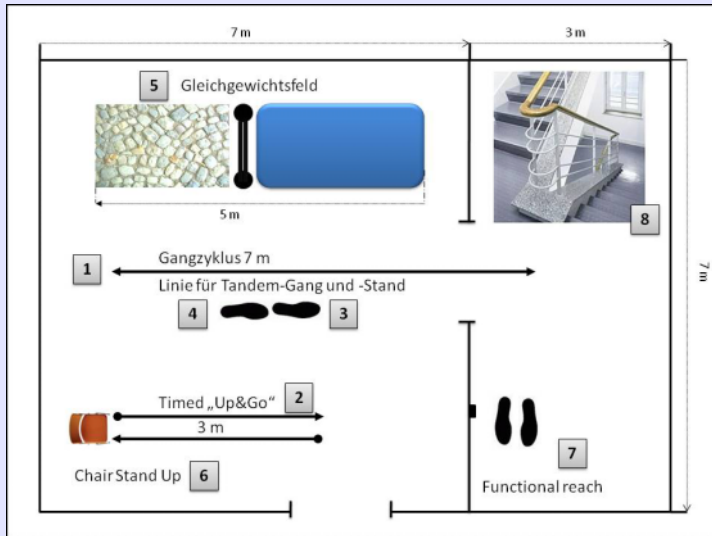 7 m
3 m
5 Gleichgewichtsfeld
5 m
8
1
Gangzyklus 7 m
Linie für Tandem-Gang und -Stand
4
3
7 m
Timed „Up&Go“ 2
3 m
Chair Stand Up 6
7
Functional reach